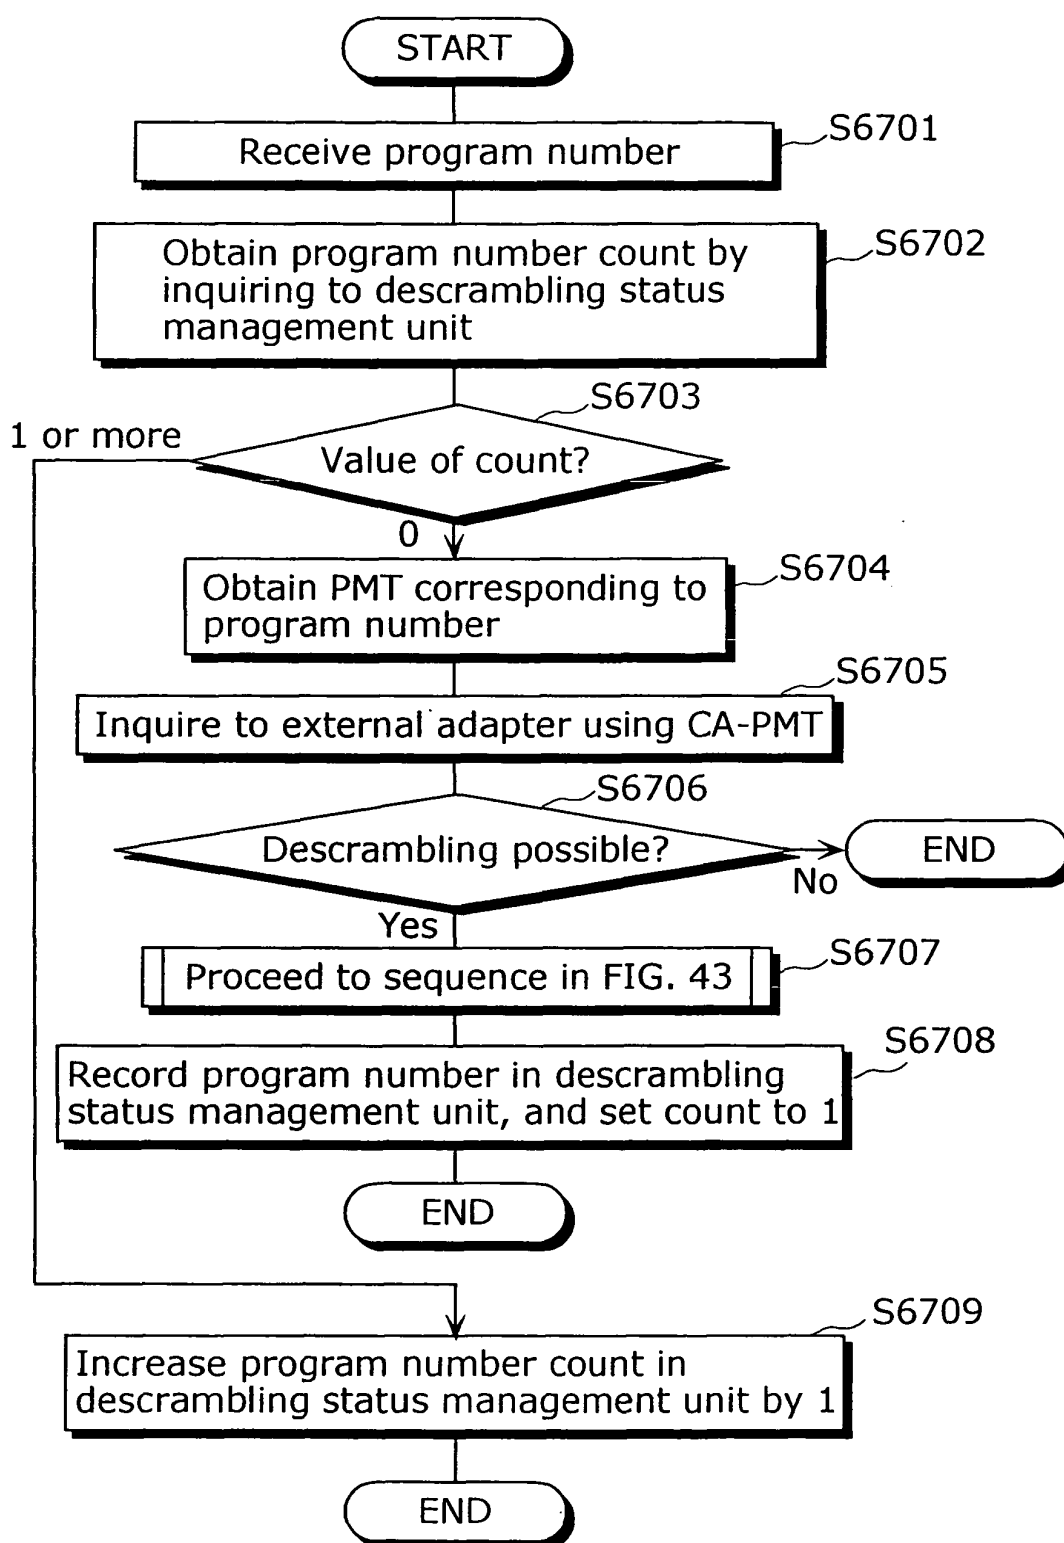 START
S6701
Receive program number
S6702
Obtain program number count by
inquiring to descrambling status
management unit
S6703
1 or more
Value of count?
0
S6704
Obtain PMT corresponding to
program number
S6705
Inquire to external adapter using CA-PMT
S6706
Descrambling possible?
END
No
Yes
S6707
Proceed to sequence in FIG. 43
S6708
Record program number in descrambling
status management unit, and set count to 1
END
S6709
Increase program number count in
descrambling status management unit by 1
END